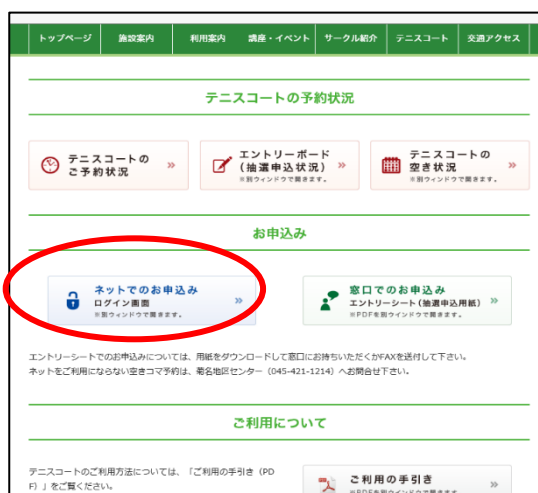 トップページ 施設案内 利用案内 講座・イベント サークル紹介 テニスコート 交通アクセス
テニスコートの予約状況
テニスコートの
ご予約状況 »
エントリーボード
(抽選申込状況) »
※別ウィンドウで開きます。
テニスコートの
空き状況 »
※別ウィンドウで開きます。
お申込み
ネットでのお申込み
ログイン画面 »
※別ウィンドウで開きます。
窓口でのお申込み
エントリーシート(抽選申込用紙) »
※PDFを別ウインドウで開きます。
エントリーシートでのお申込みについては、用紙をダウンロードして窓口にお持ちいただくかFAXを送付して下さい。
ネットをご利用にならない空きコマ予約は、菊名地区センター(045-421-1214)へお問合せ下さい。
ご利用について
テニスコートのご利用方法については、「ご利用の手引き(PD
F)」をご覧ください。
ご利用の手引き »
※PDFを別ウインドウで開きます。